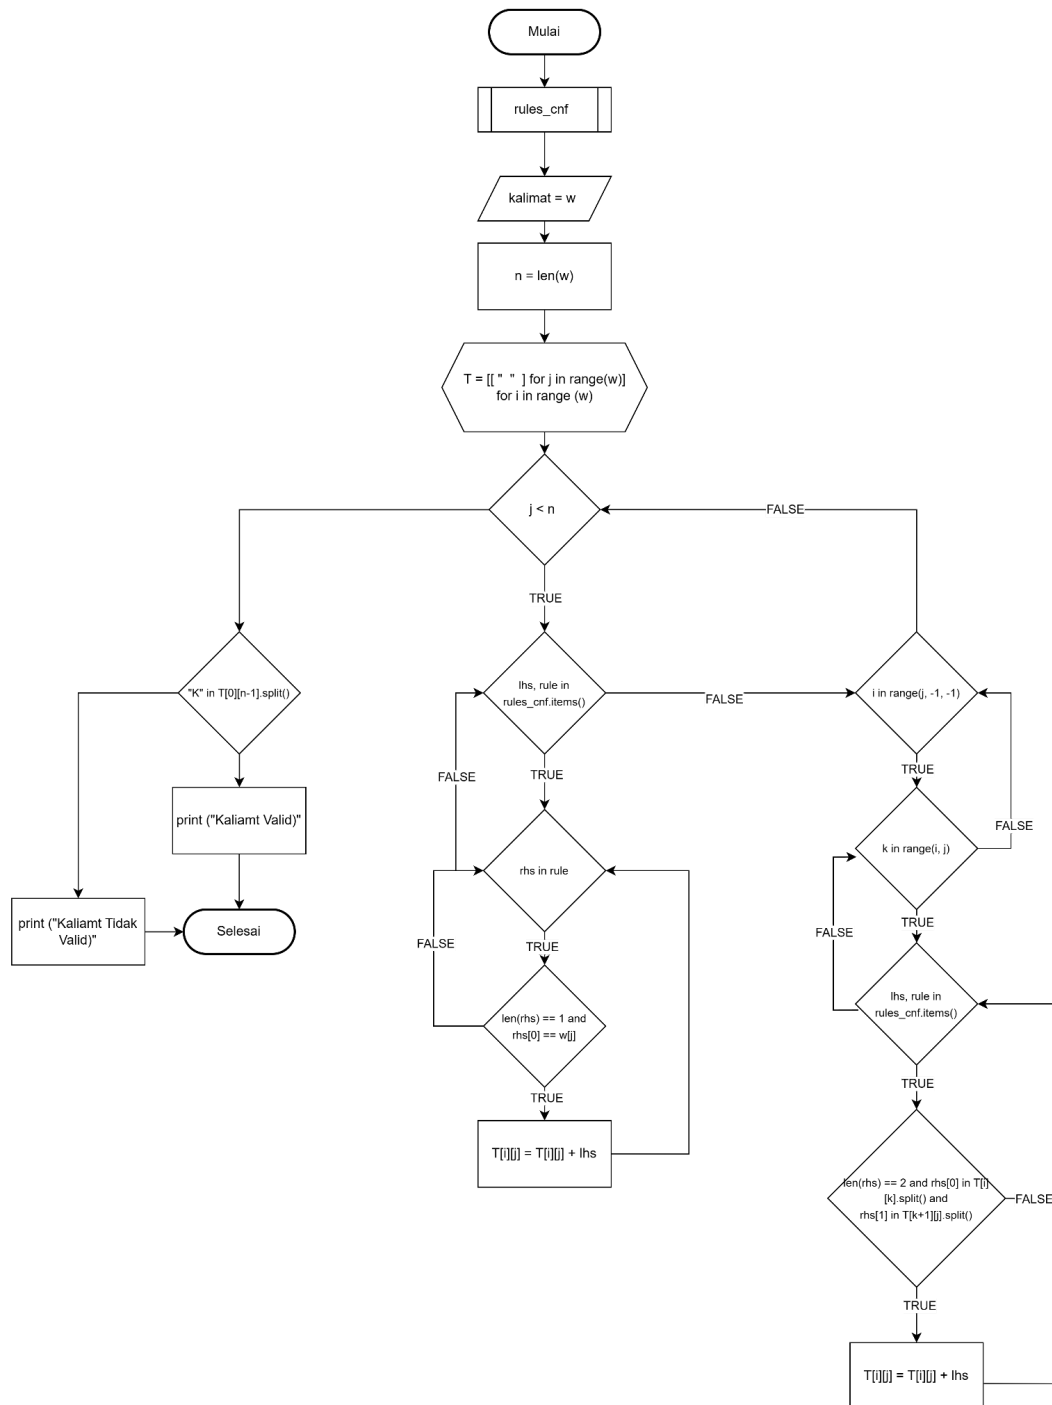 Mulai
rules_cnf
kalimat = w
n = len(w)
T = [[ " " ] for j in range(w)]
for i in range (w)
j < n
FALSE
TRUE
"K" in T[0][n-1].split()
lhs, rule in
rules_cnf.items()
FALSE
i in range(j, -1, -1)
FALSE
TRUE
TRUE
print ("Kaliamt Valid)"
rhs in rule
k in range(i, j)
FALSE
print ("Kaliamt Tidak
Valid)"
Selesai
FALSE
TRUE
FALSE
TRUE
len(rhs) == 1 and
rhs[0] == w[j]
lhs, rule in
rules_cnf.items()
TRUE
TRUE
T[i][j] = T[i][j] + lhs
len(rhs) == 2 and rhs[0] in T[i]
[k].split() and
rhs[1] in T[k+1][j].split()
FALSE
TRUE
T[i][j] = T[i][j] + lhs